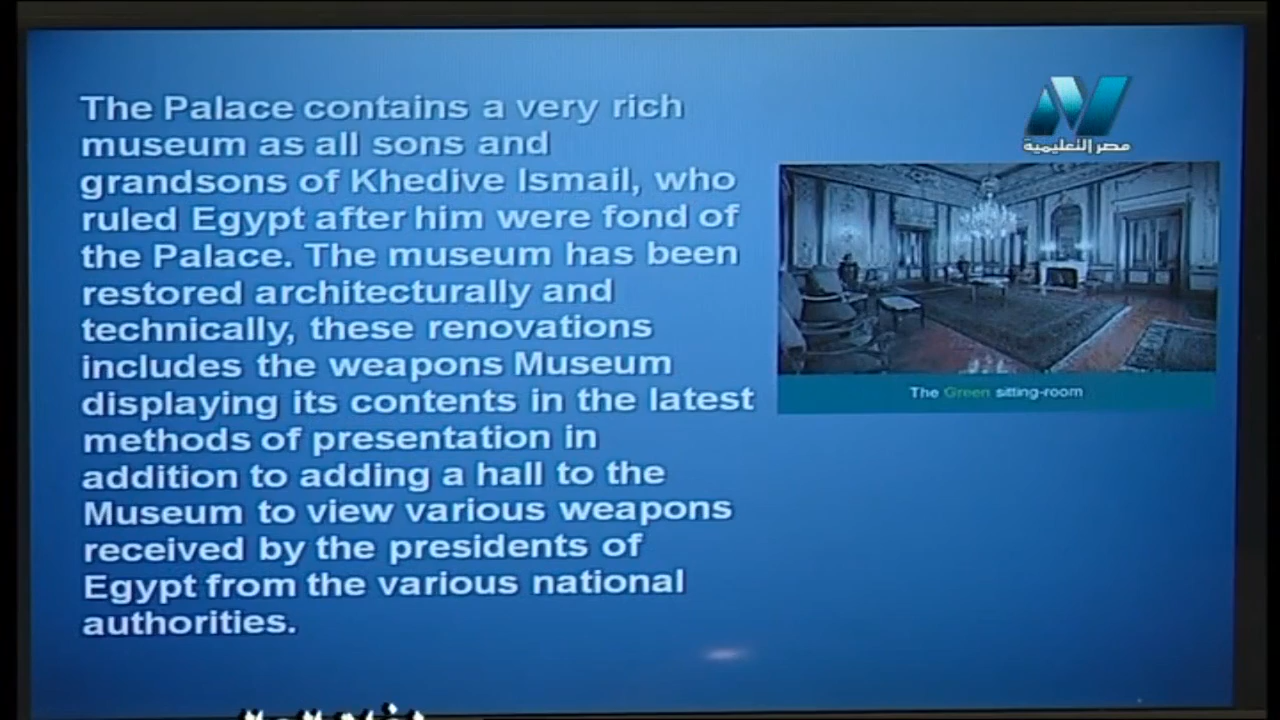 The Palace contains a very rich
museum as all sons and
grandsons of Khedive Ismail, who
ruled Egypt after him were fond of
the Palace. The museum has been
restored architecturally and
technically, these renovations
includes the weapons Museum
displaying its contents in the latest
methods of presentation in
addition to adding a hall to the
Museum to view various weapons
received by the presidents of
Egypt from the various national
authorities.
مصر التعليمية
The Green sitting-room